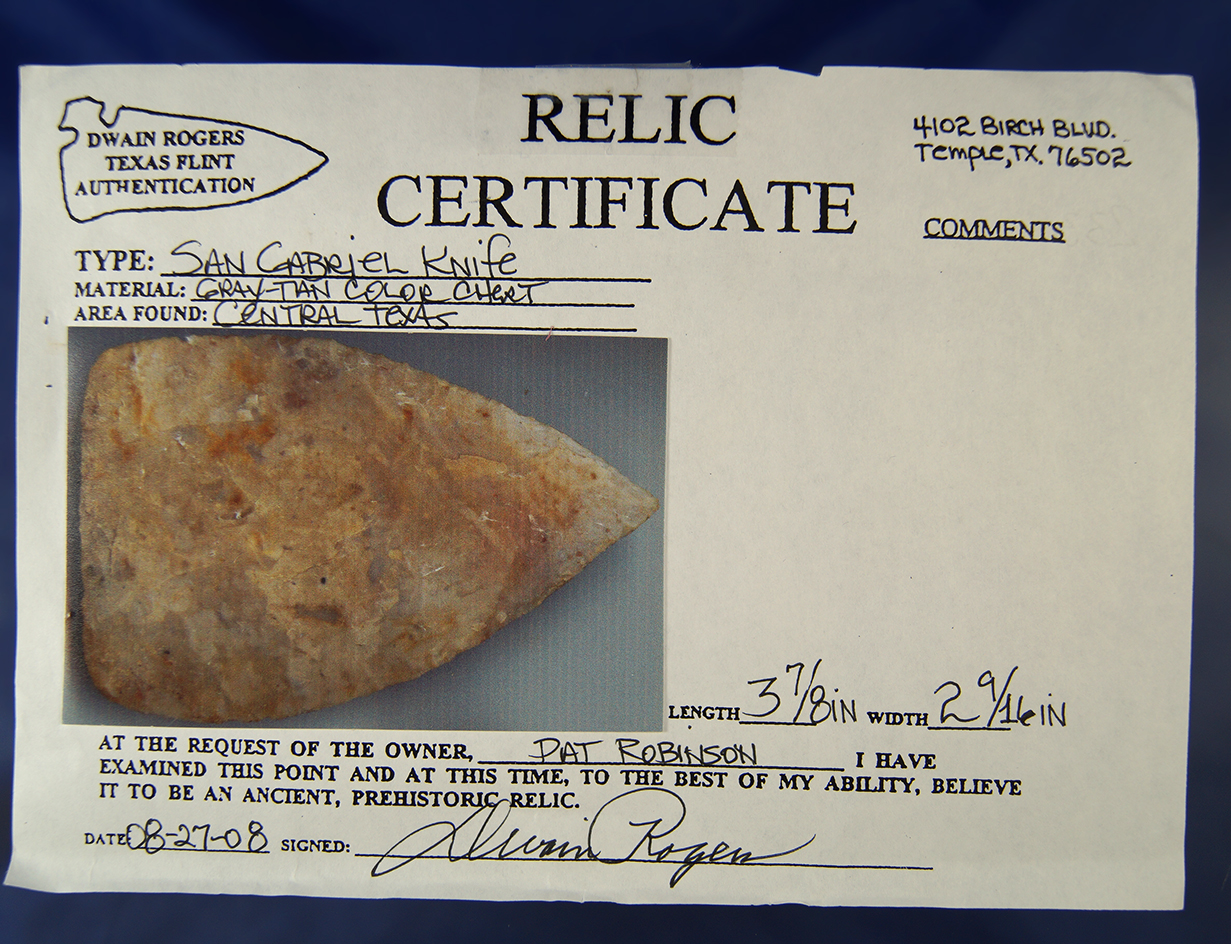 DWAIN ROGERS
TEXAS FLINT
AUTHENTICATION
RELIC
CERTIFICATE
4102 BIRCH BLVD.
Temple, TX. 76502
COMMENTS
TYPE: SAN GABRIEL KNIFE
MATERIAL: GRAY-TAN COLOR CHERT
AREA FOUND: CENTRAL TEXAS
LENGTH 3 7/8 IN WIDTH 2 9/16 IN
AT THE REQUEST OF THE OWNER, PAT ROBINSON I HAVE
EXAMINED THIS POINT AND AT THIS TIME, TO THE BEST OF MY ABILITY, BELIEVE
IT TO BE AN ANCIENT, PREHISTORIC RELIC.
DATE 08-27-08 SIGNED: Dwain Rogers